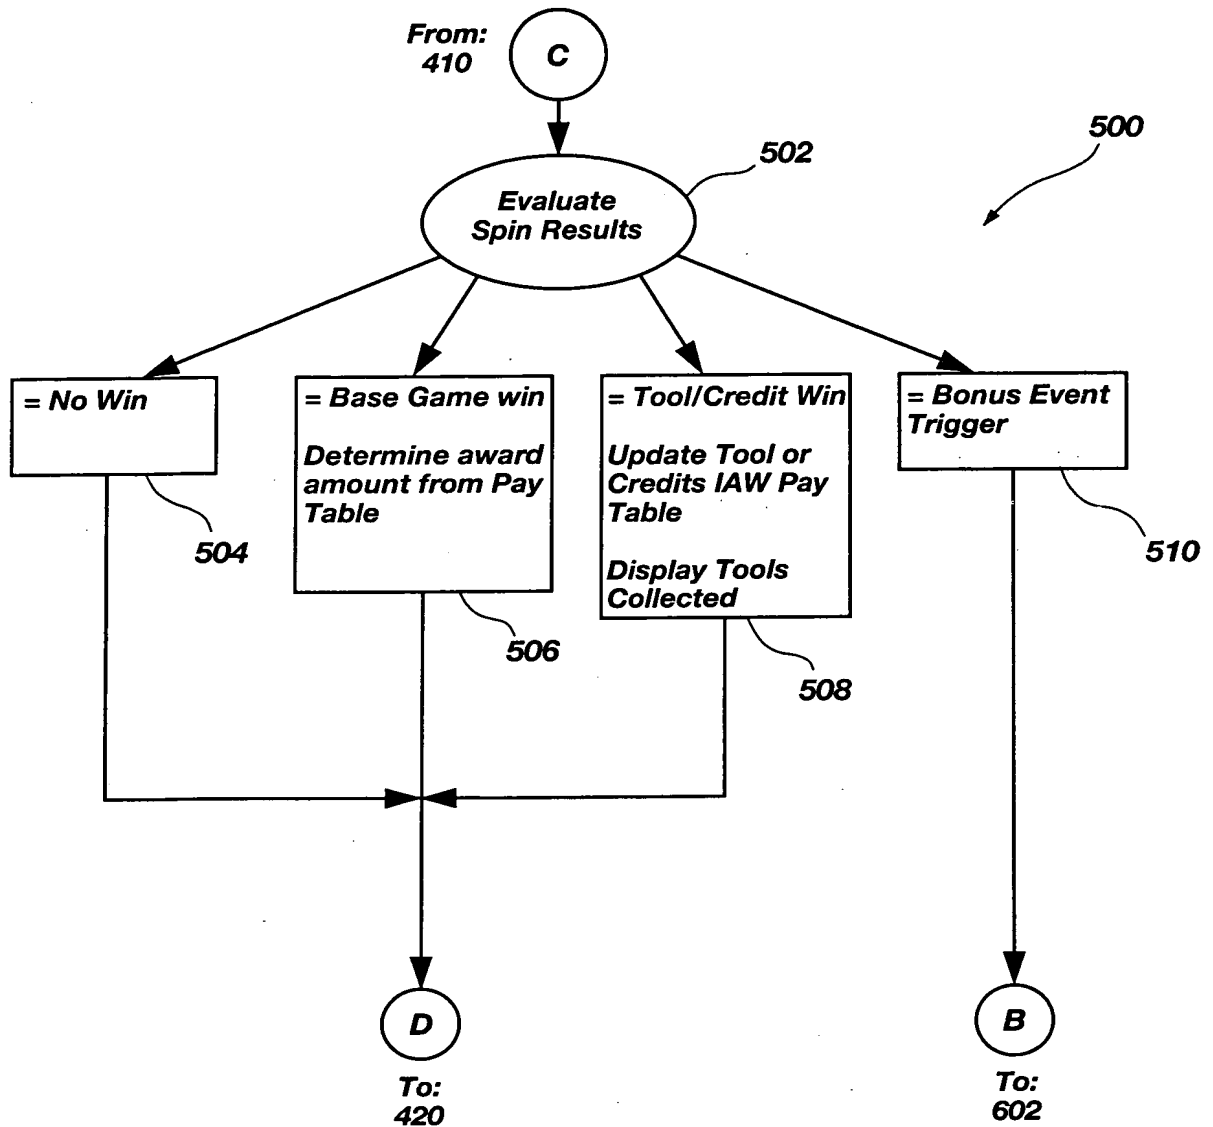 From:
410
C
500
502
Evaluate
Spin Results
= No Win
504
= Base Game win
Determine award
amount from Pay
Table
506
= Tool/Credit Win
Update Tool or
Credits IAW Pay
Table
Display Tools
Collected
508
= Bonus Event
Trigger
510
D
To:
420
B
To:
602